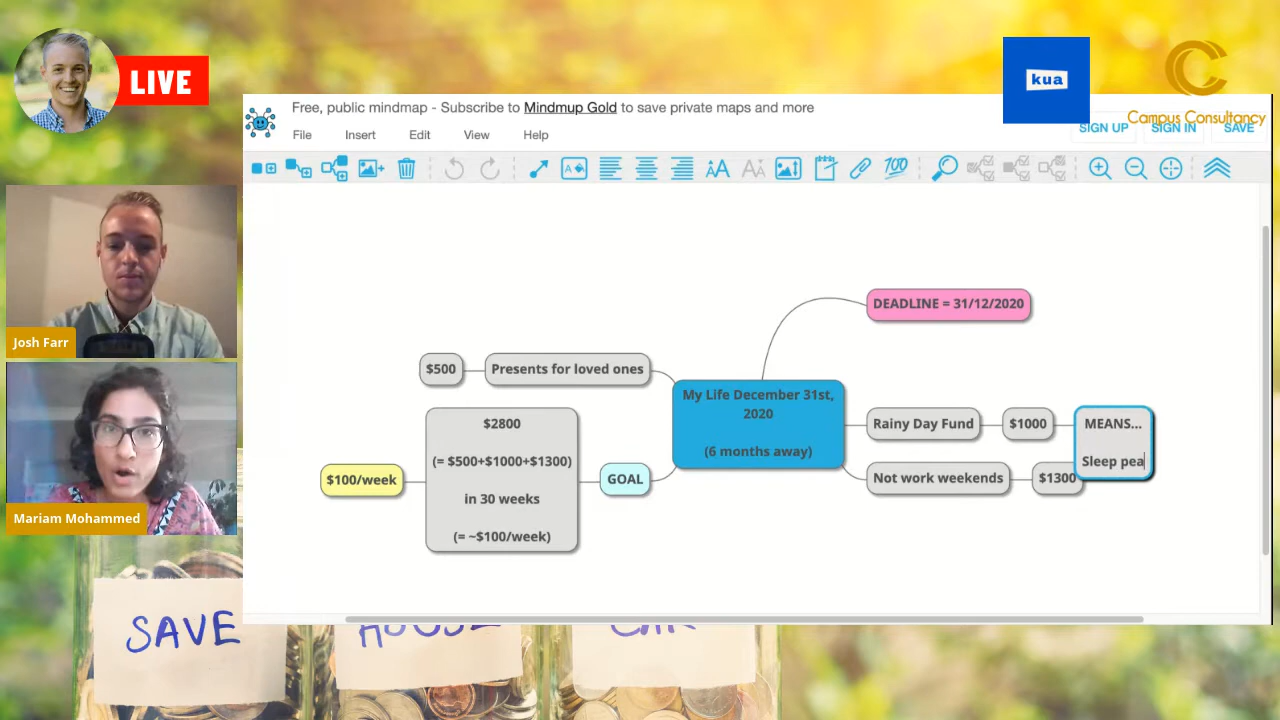 LIVE
kua
Campus Consultancy
Free, public mindmap - Subscribe to Mindmup Gold to save private maps and more
File Insert Edit View Help
SIGN UP SIGN IN SAVE
100
DEADLINE = 31/12/2020
$500
Presents for loved ones
My Life December 31st,
2020
(6 months away)
Rainy Day Fund
$1000
MEANS...
Sleep pea
Not work weekends
$1300
GOAL
$2800
(= $500+$1000+$1300)
in 30 weeks
(= ~$100/week)
$100/week
Josh Farr
Mariam Mohammed
SAVE